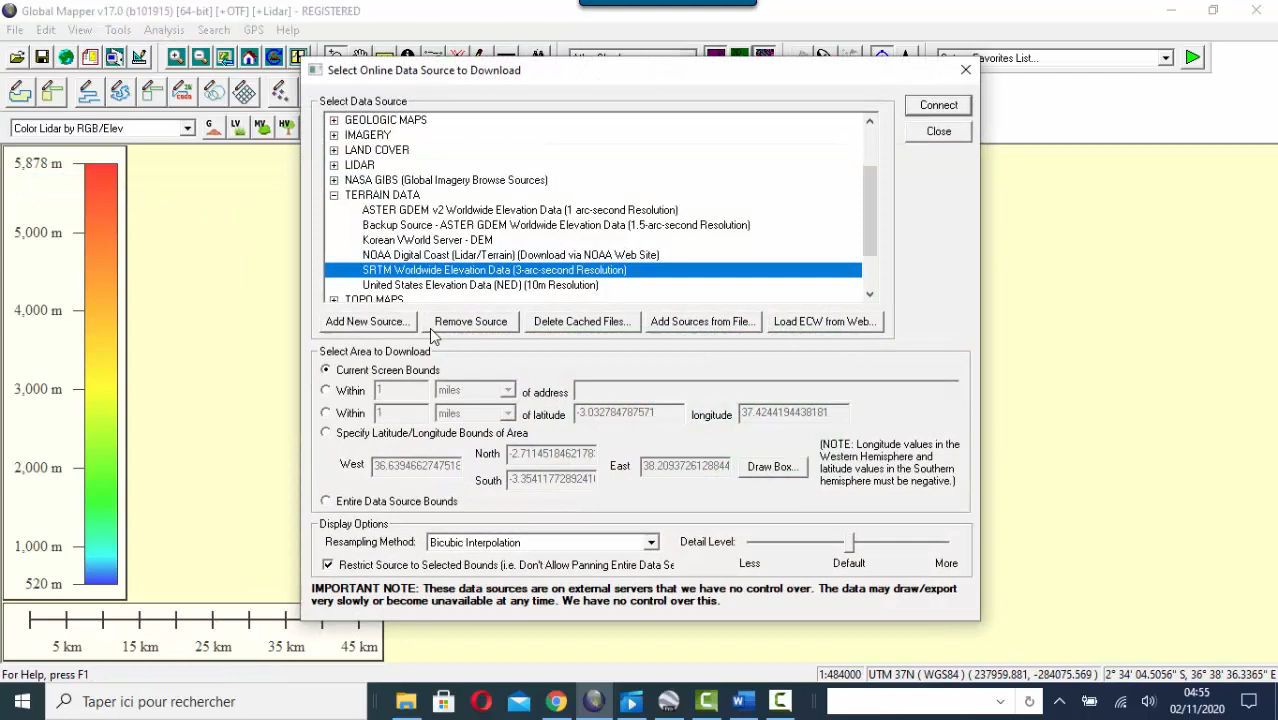 Global Mapper v17.0 (b101915) [64-bit] [+OTF] [+Lidar] - REGISTERED
File Edit View Tools Analysis Search GPS Help
Favorites List...
Color Lidar by RGB/Elev
5,878 m
5,000 m
4,000 m
3,000 m
2,000 m
1,000 m
520 m
5 km 15 km 25 km 35 km 45 km
Select Online Data Source to Download
Select Data Source
Connect
Close
GEOLOGIC MAPS
IMAGERY
LAND COVER
LIDAR
NASA GIBS (Global Imagery Browse Sources)
TERRAIN DATA
ASTER GDEM v2 Worldwide Elevation Data (1 arc-second Resolution)
Backup Source - ASTER GDEM Worldwide Elevation Data (1.5-arc-second Resolution)
Korean VWorld Server - DEM
NOAA Digital Coast (Lidar/Terrain) (Download via NOAA Web Site)
SRTM Worldwide Elevation Data (3-arc-second Resolution)
United States Elevation Data (NED) (10m Resolution)
TOPO MAPS
Add New Source... Remove Source Delete Cached Files... Add Sources from File... Load ECW from Web...
Select Area to Download
Current Screen Bounds
Within 1 miles of address
Within 1 miles of latitude -3.032784787571 longitude 37.4244194438181
Specify Latitude/Longitude Bounds of Area
West 36.6394662747518 North -2.7114518462178 East 38.2093726128844 Draw Box...
South -3.3541177289241
(NOTE: Longitude values in the
Western Hemisphere and
latitude values in the Southern
hemisphere must be negative.)
Entire Data Source Bounds
Display Options
Resampling Method: Bicubic Interpolation Detail Level:
Less Default More
Restrict Source to Selected Bounds (i.e. Don't Allow Panning Entire Data Se
IMPORTANT NOTE: These data sources are on external servers that we have no control over. The data may draw/export
very slowly or become unavailable at any time. We have no control over this.
For Help, press F1
1:484000 UTM 37N (WGS84) (237959.881, -284075.569) 2° 34' 04.5056" S, 36° 38' 36.3365"
Taper ici pour rechercher
04:55
02/11/2020